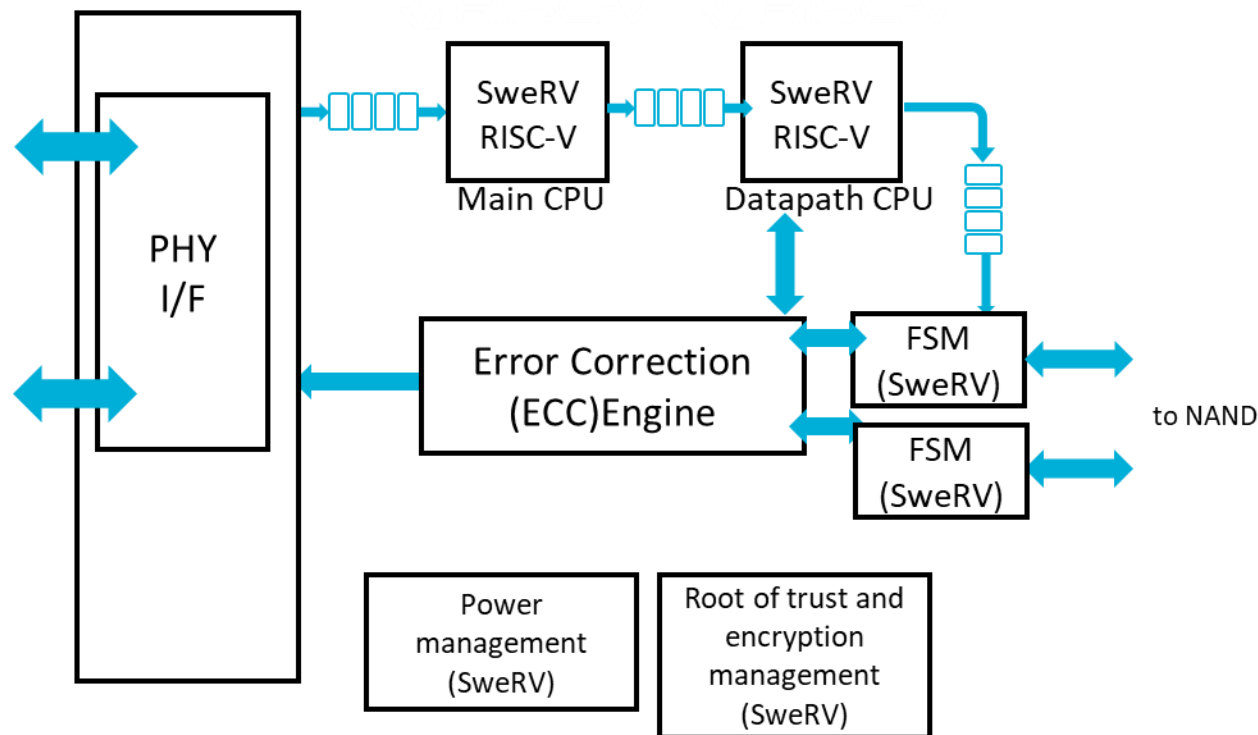 SweRV
RISC-V
Main CPU
SweRV
RISC-V
Datapath CPU
PHY
I/F
Error Correction
(ECC)Engine
FSM
(SweRV)
FSM
(SweRV)
to NAND
Power
management
(SweRV)
Root of trust and
encryption
management
(SweRV)